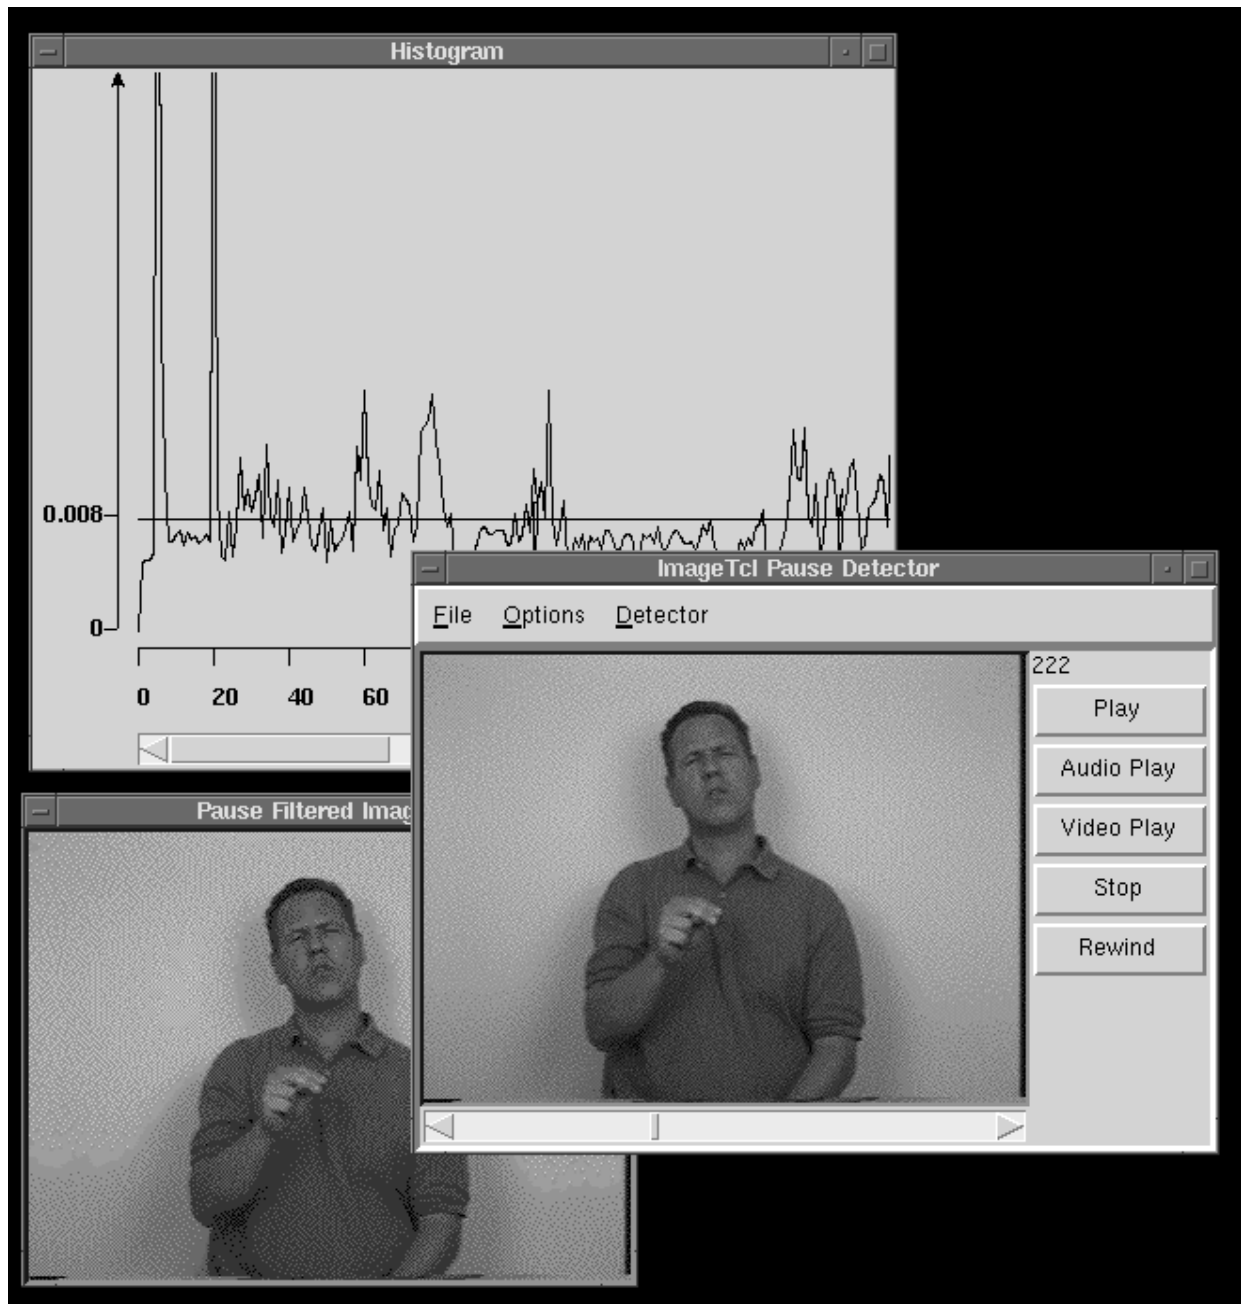 Histogram
0.008
0
0 20 40 60
ImageTcl Pause Detector
File Options Detector
222
Play
Audio Play
Video Play
Stop
Rewind
Pause Filtered